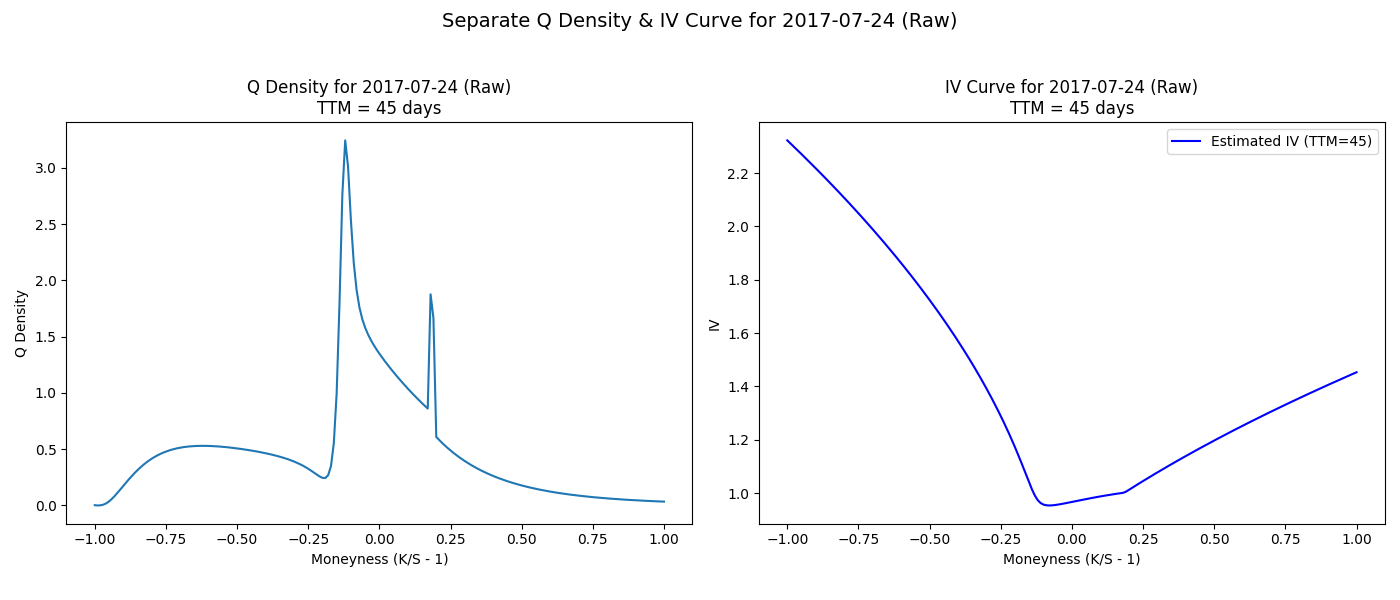 Separate Q Density & IV Curve for 2017-07-24 (Raw)
Q Density for 2017-07-24 (Raw)
TTM = 45 days
Q Density
3.0
2.5
2.0
1.5
1.0
0.5
0.0
−1.00 −0.75 −0.50 −0.25 0.00 0.25 0.50 0.75 1.00
Moneyness (K/S - 1)
IV Curve for 2017-07-24 (Raw)
TTM = 45 days
Estimated IV (TTM=45)
IV
2.2
2.0
1.8
1.6
1.4
1.2
1.0
−1.00 −0.75 −0.50 −0.25 0.00 0.25 0.50 0.75 1.00
Moneyness (K/S - 1)